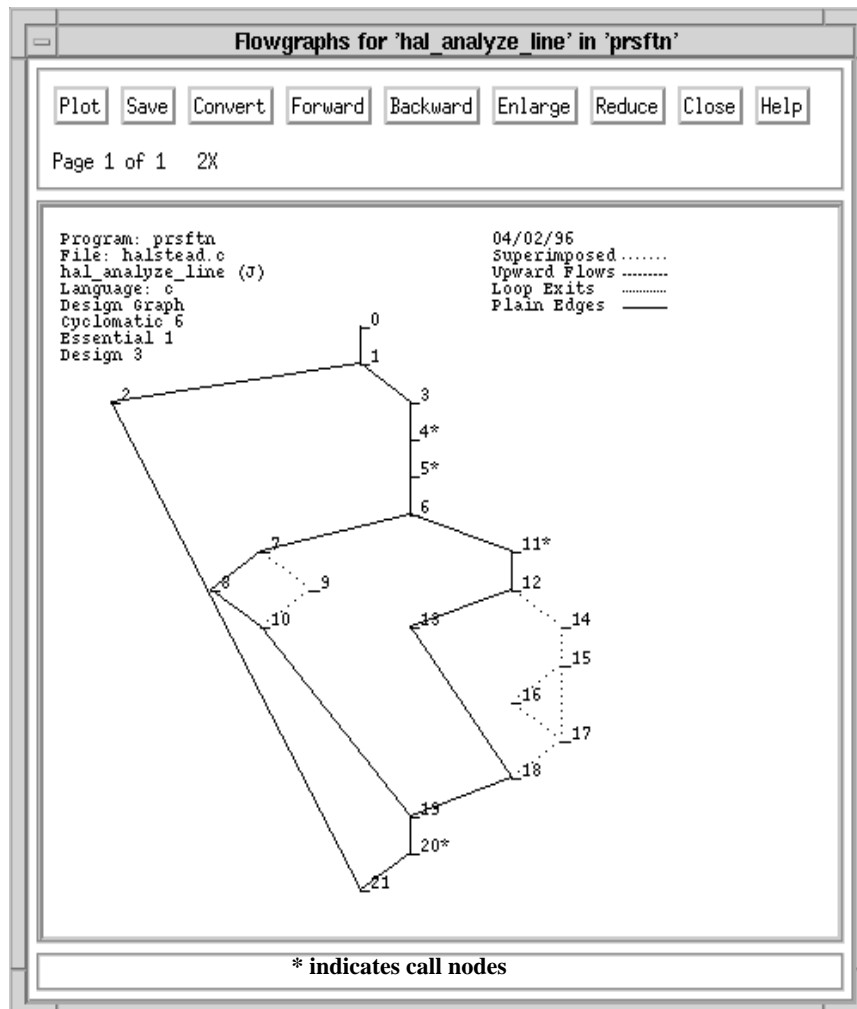 Flowgraphs for 'hal_analyze_line' in 'prsftn'
Plot Save Convert Forward Backward Enlarge Reduce Close Help
Page 1 of 1 2X
Program: prsftn
File: halstead.c
hal_analyze_line (J)
Language: c
Design Graph
Cyclomatic 6
Essential 1
Design 3
04/02/96
Superimposed
Upward Flows
Loop Exits
Plain Edges
0
1
2
3
4*
5*
6
7
11*
8
9
12
10
13
14
15
16
17
18
19
20*
21
* indicates call nodes